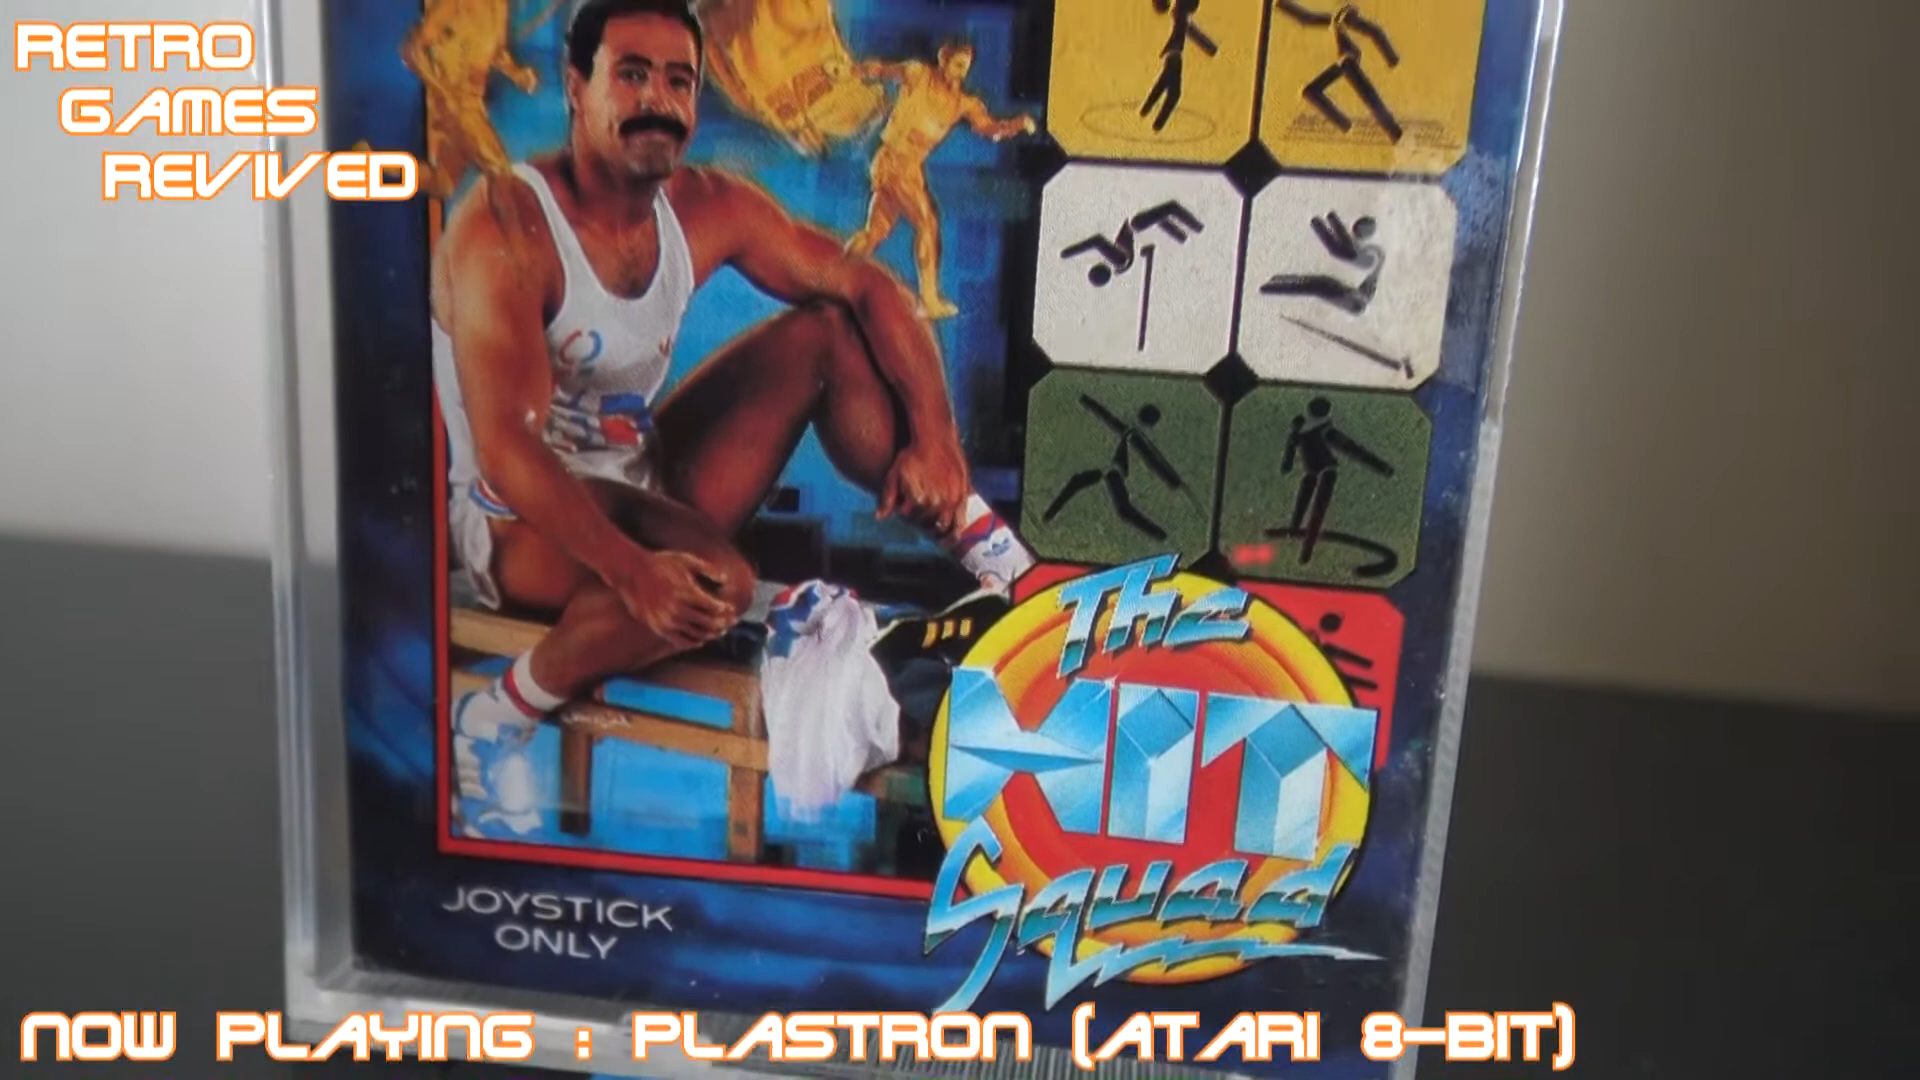 RETRO
GAMES
REVIVED
The
HIT
Squad
JOYSTICK
ONLY
NOW PLAYING : PLASTRON (ATARI 8-BIT)